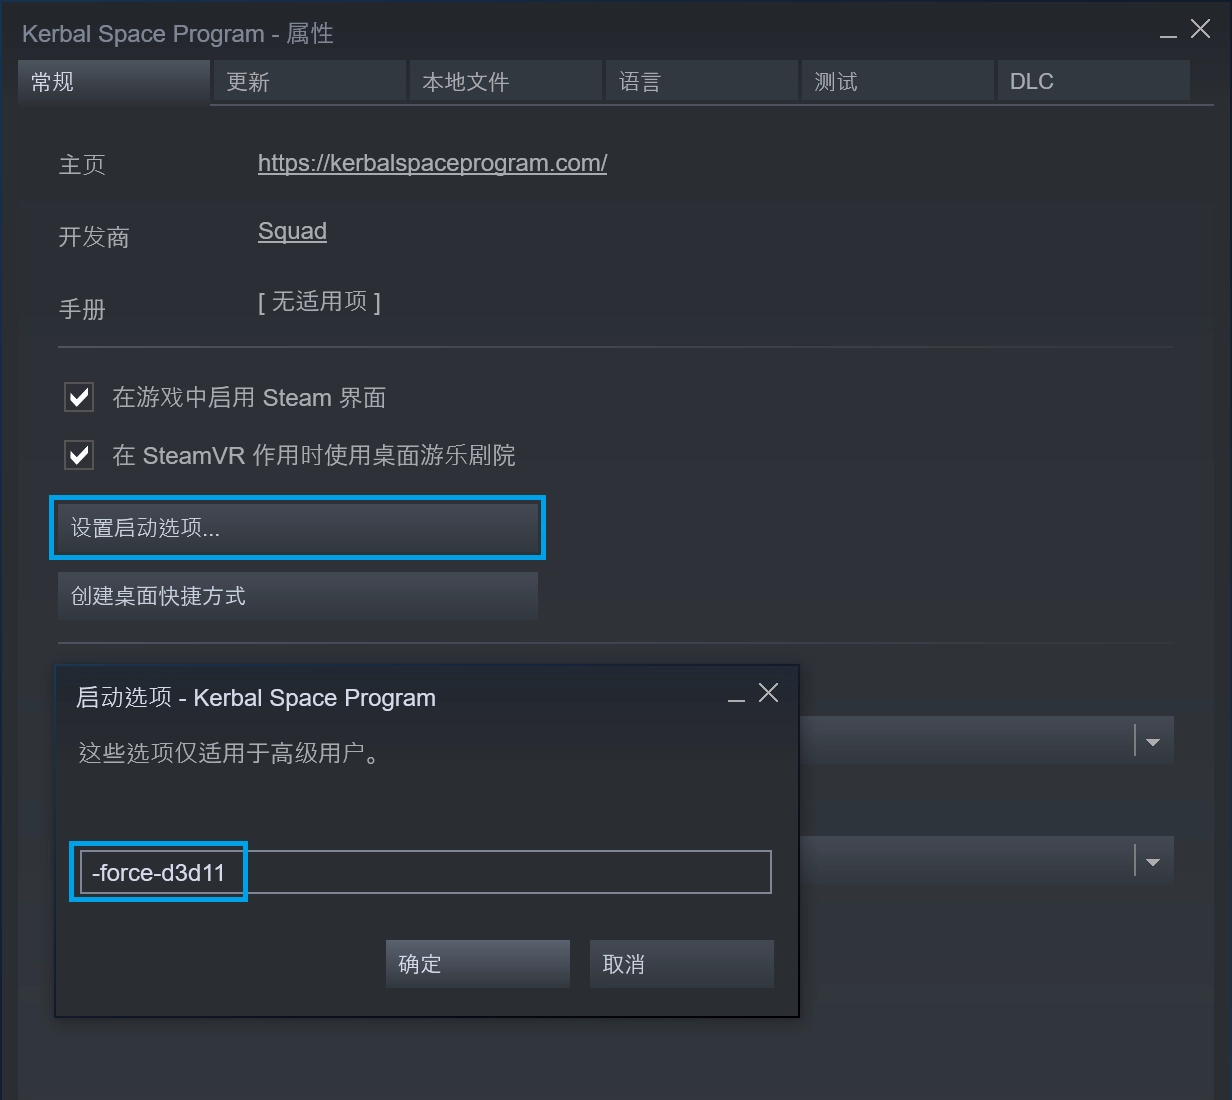 Kerbal Space Program - 属性
常规 更新 本地文件 语言 测试 DLC
主页 https://kerbalspaceprogram.com/
开发商 Squad
手册 [ 无适用项 ]
在游戏中启用 Steam 界面
在 SteamVR 作用时使用桌面游乐剧院
设置启动选项...
创建桌面快捷方式
启动选项 - Kerbal Space Program
这些选项仅适用于高级用户。
-force-d3d11
确定 取消